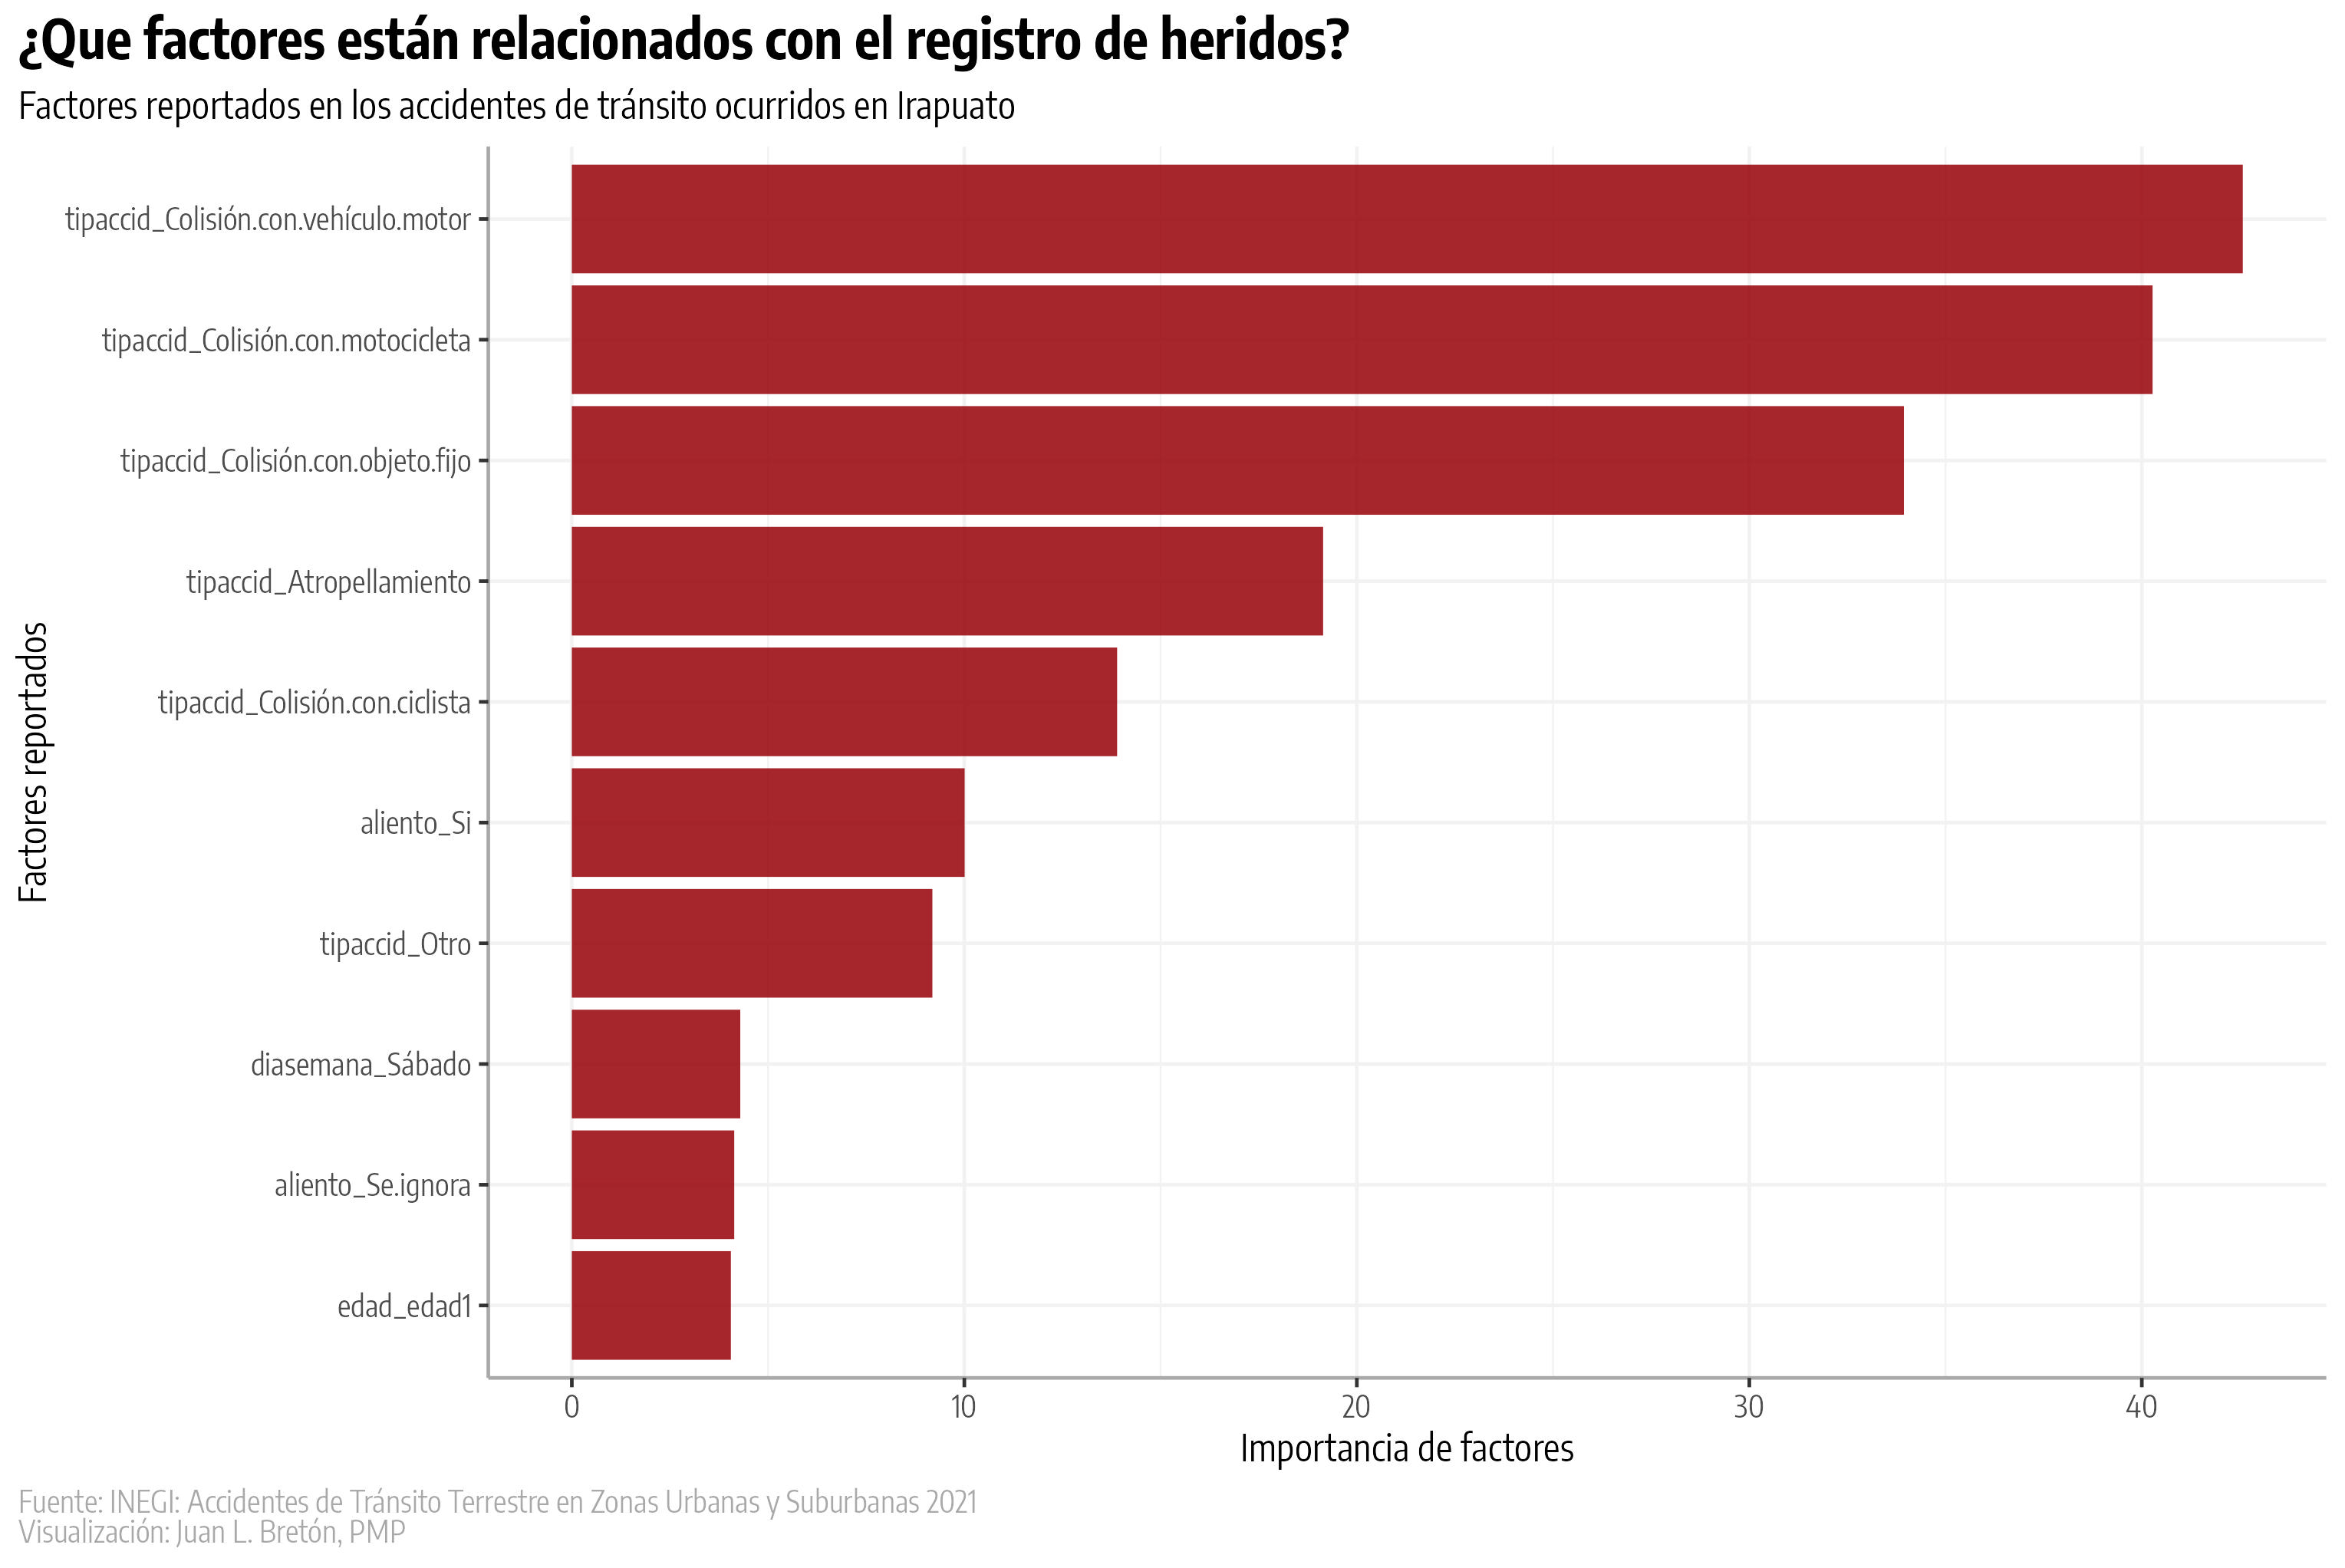 ¿Que factores están relacionados con el registro de heridos?
Factores reportados en los accidentes de tránsito ocurridos en Irapuato
Factores reportados
tipaccid_Colisión.con.vehículo.motor
tipaccid_Colisión.con.motocicleta
tipaccid_Colisión.con.objeto.fijo
tipaccid_Atropellamiento
tipaccid_Colisión.con.ciclista
aliento_Si
tipaccid_Otro
diasemana_Sábado
aliento_Se.ignora
edad_edad1
0 10 20 30 40
Importancia de factores
Fuente: INEGI: Accidentes de Tránsito Terrestre en Zonas Urbanas y Suburbanas 2021
Visualización: Juan L. Bretón, PMP